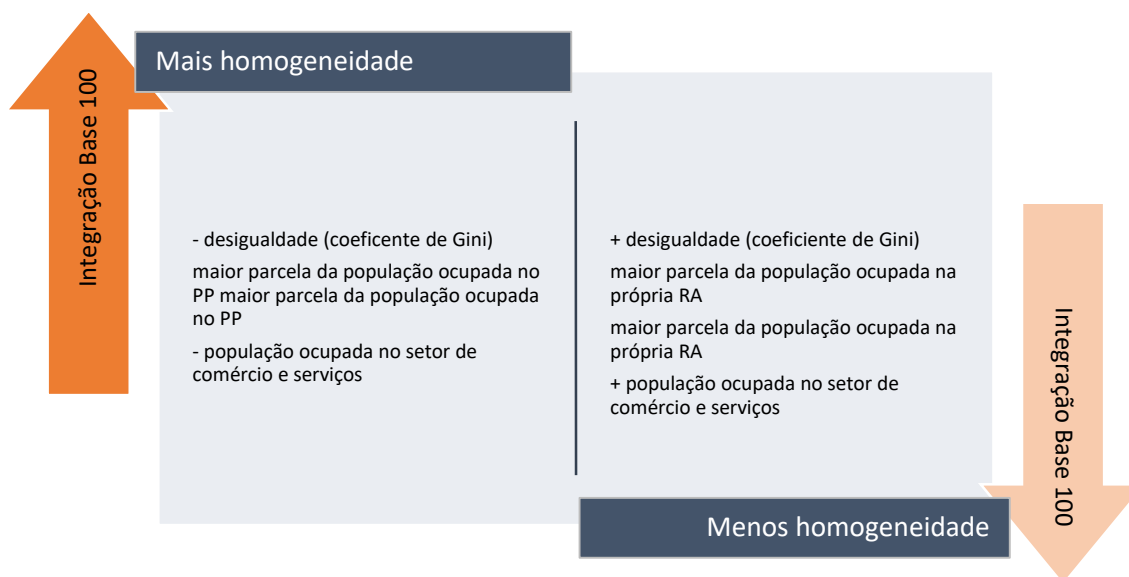 Integração Base 100
Mais homogeneidade
- desigualdade (coeficente de Gini)
maior parcela da população ocupada no
PP maior parcela da população ocupada
no PP
- população ocupada no setor de
comércio e serviços
+ desigualdade (coeficiente de Gini)
maior parcela da população ocupada na
própria RA
maior parcela da população ocupada na
própria RA
+ população ocupada no setor de
comércio e serviços
Integração Base 100
Menos homogeneidade